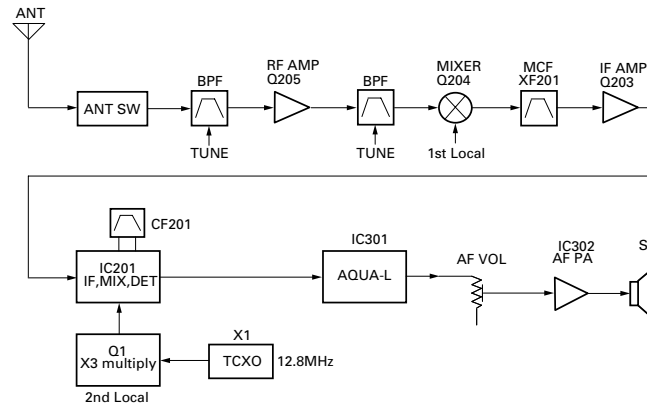 ANT
ANT SW
BPF
TUNE
RF AMP
Q205
BPF
TUNE
MIXER
Q204
1st Local
MCF
XF201
IF AMP
Q203
CF201
IC201
IF,MIX,DET
IC301
AQUA-L
AF VOL
IC302
AF PA
S
Q1
X3 multiply
2nd Local
X1
TCXO
12.8MHz